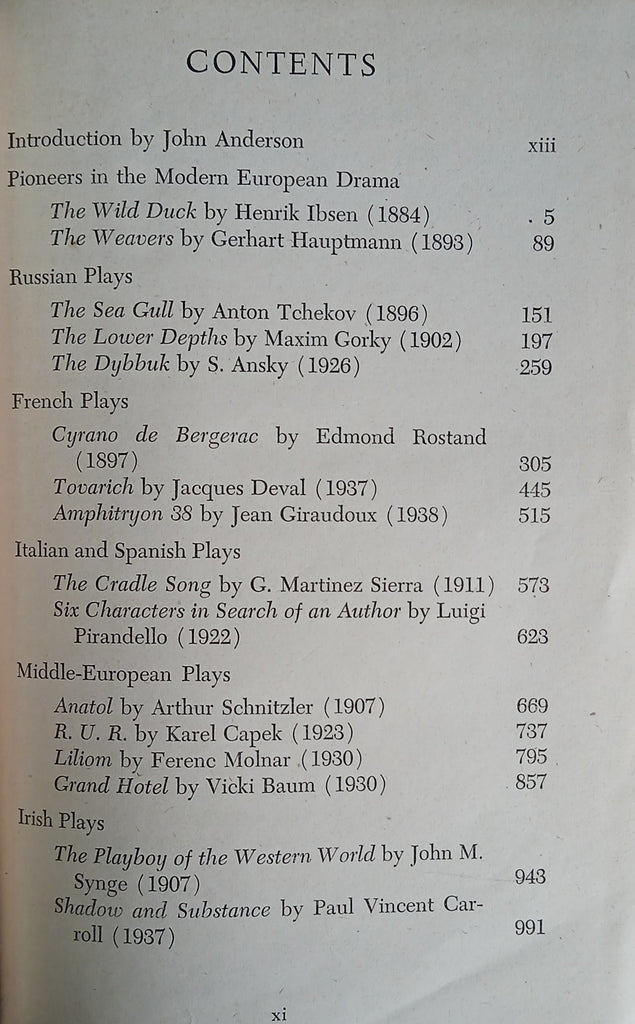 CONTENTS
Introduction by John Anderson xiii
Pioneers in the Modern European Drama
The Wild Duck by Henrik Ibsen (1884) . 5
The Weavers by Gerhart Hauptmann (1893) 89
Russian Plays
The Sea Gull by Anton Tchekov (1896) 151
The Lower Depths by Maxim Gorky (1902) 197
The Dybbuk by S. Ansky (1926) 259
French Plays
Cyrano de Bergerac by Edmond Rostand
(1897) 305
Tovarich by Jacques Deval (1937) 445
Amphitryon 38 by Jean Giraudoux (1938) 515
Italian and Spanish Plays
The Cradle Song by G. Martinez Sierra (1911) 573
Six Characters in Search of an Author by Luigi
Pirandello (1922) 623
Middle-European Plays
Anatol by Arthur Schnitzler (1907) 669
R. U. R. by Karel Capek (1923) 737
Liliom by Ferenc Molnar (1930) 795
Grand Hotel by Vicki Baum (1930) 857
Irish Plays
The Playboy of the Western World by John M.
Synge (1907) 943
Shadow and Substance by Paul Vincent Car-
roll (1937) 991
xi